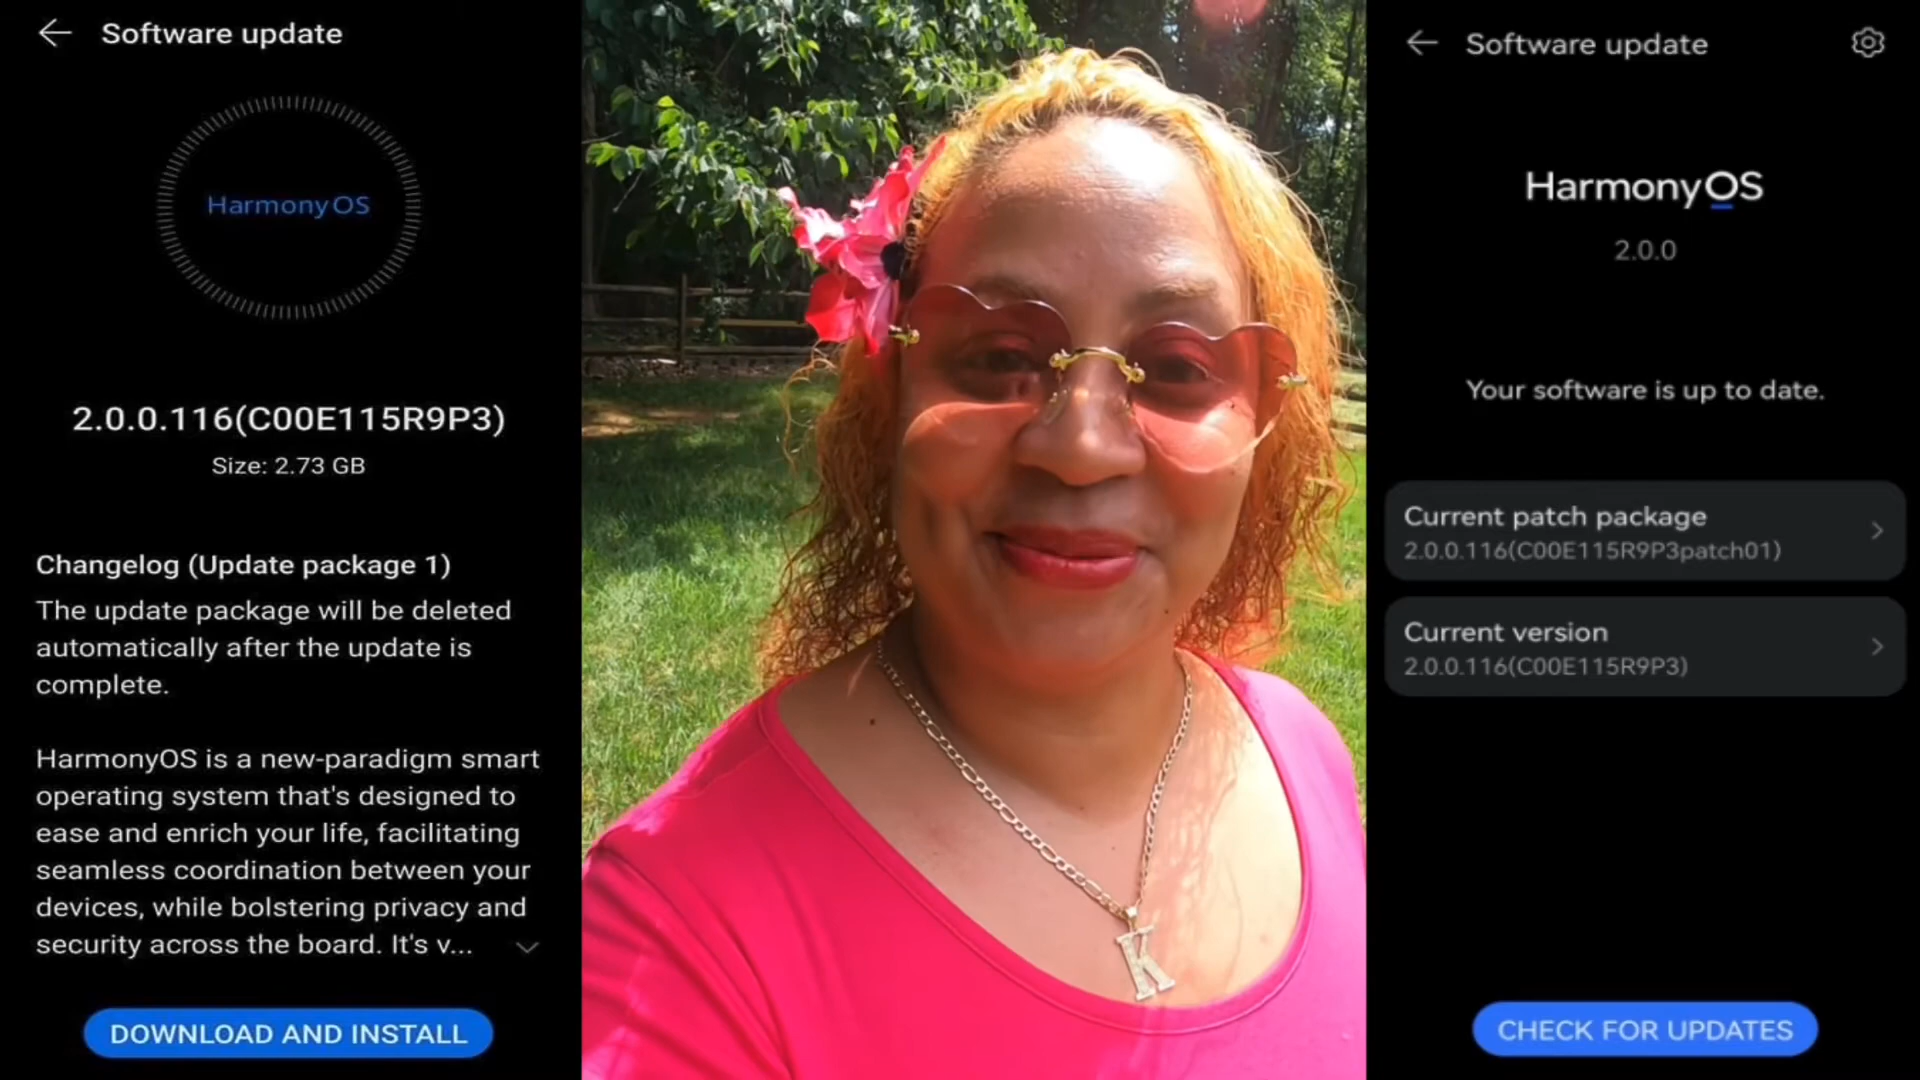 Software update
HarmonyOS
2.0.0.116(C00E115R9P3)
Size: 2.73 GB
Changelog (Update package 1)
The update package will be deleted
automatically after the update is
complete.
HarmonyOS is a new-paradigm smart
operating system that's designed to
ease and enrich your life, facilitating
seamless coordination between your
devices, while bolstering privacy and
security across the board. It's v...
DOWNLOAD AND INSTALL
K
Software update
HarmonyOS
2.0.0
Your software is up to date.
Current patch package
2.0.0.116(C00E115R9P3patch01)
Current version
2.0.0.116(C00E115R9P3)
CHECK FOR UPDATES